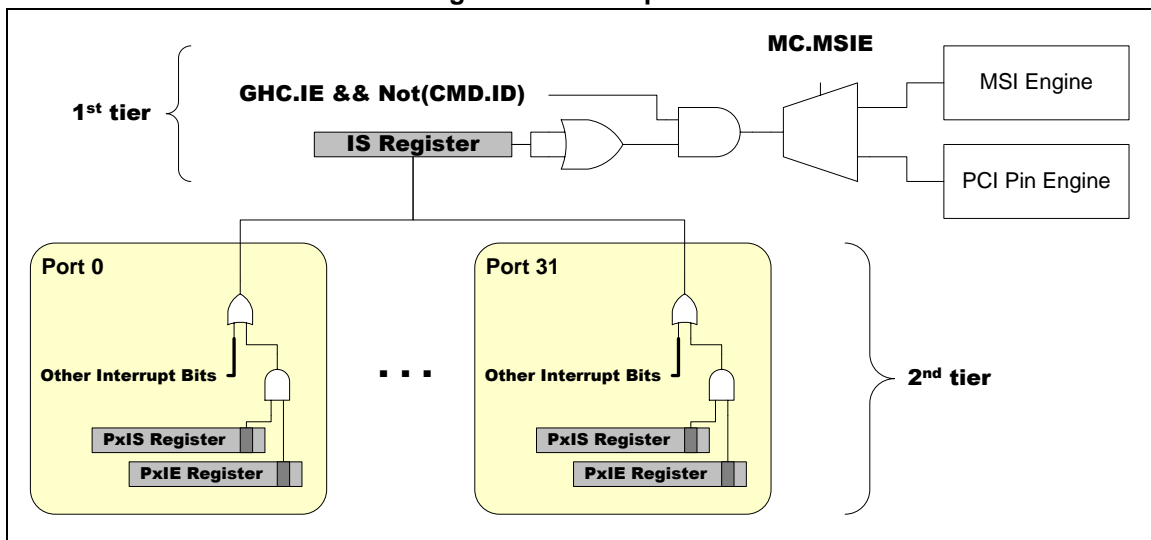 MC.MSIE
MSI Engine
1st tier
GHC.IE && Not(CMD.ID)
IS Register
PCI Pin Engine
Port 0
Other Interrupt Bits
PxIS Register
PxIE Register
. . .
Port 31
Other Interrupt Bits
PxIS Register
PxIE Register
2nd tier